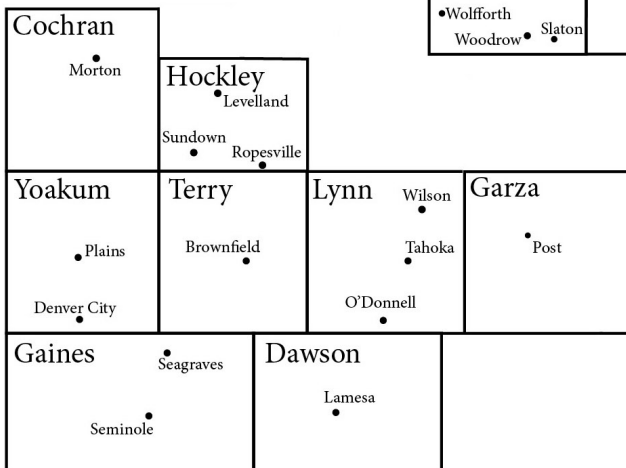 Wolfforth
Cochran
Slaton
Woodrow
Morton
Hockley
Levelland
Sundown
Ropesville
Yoakum
Terry
Lynn
Wilson
Garza
Plains
Brownfield
Tahoka
Post
Denver City
O'Donnell
Gaines
Dawson
Seagraves
Lamesa
Seminole